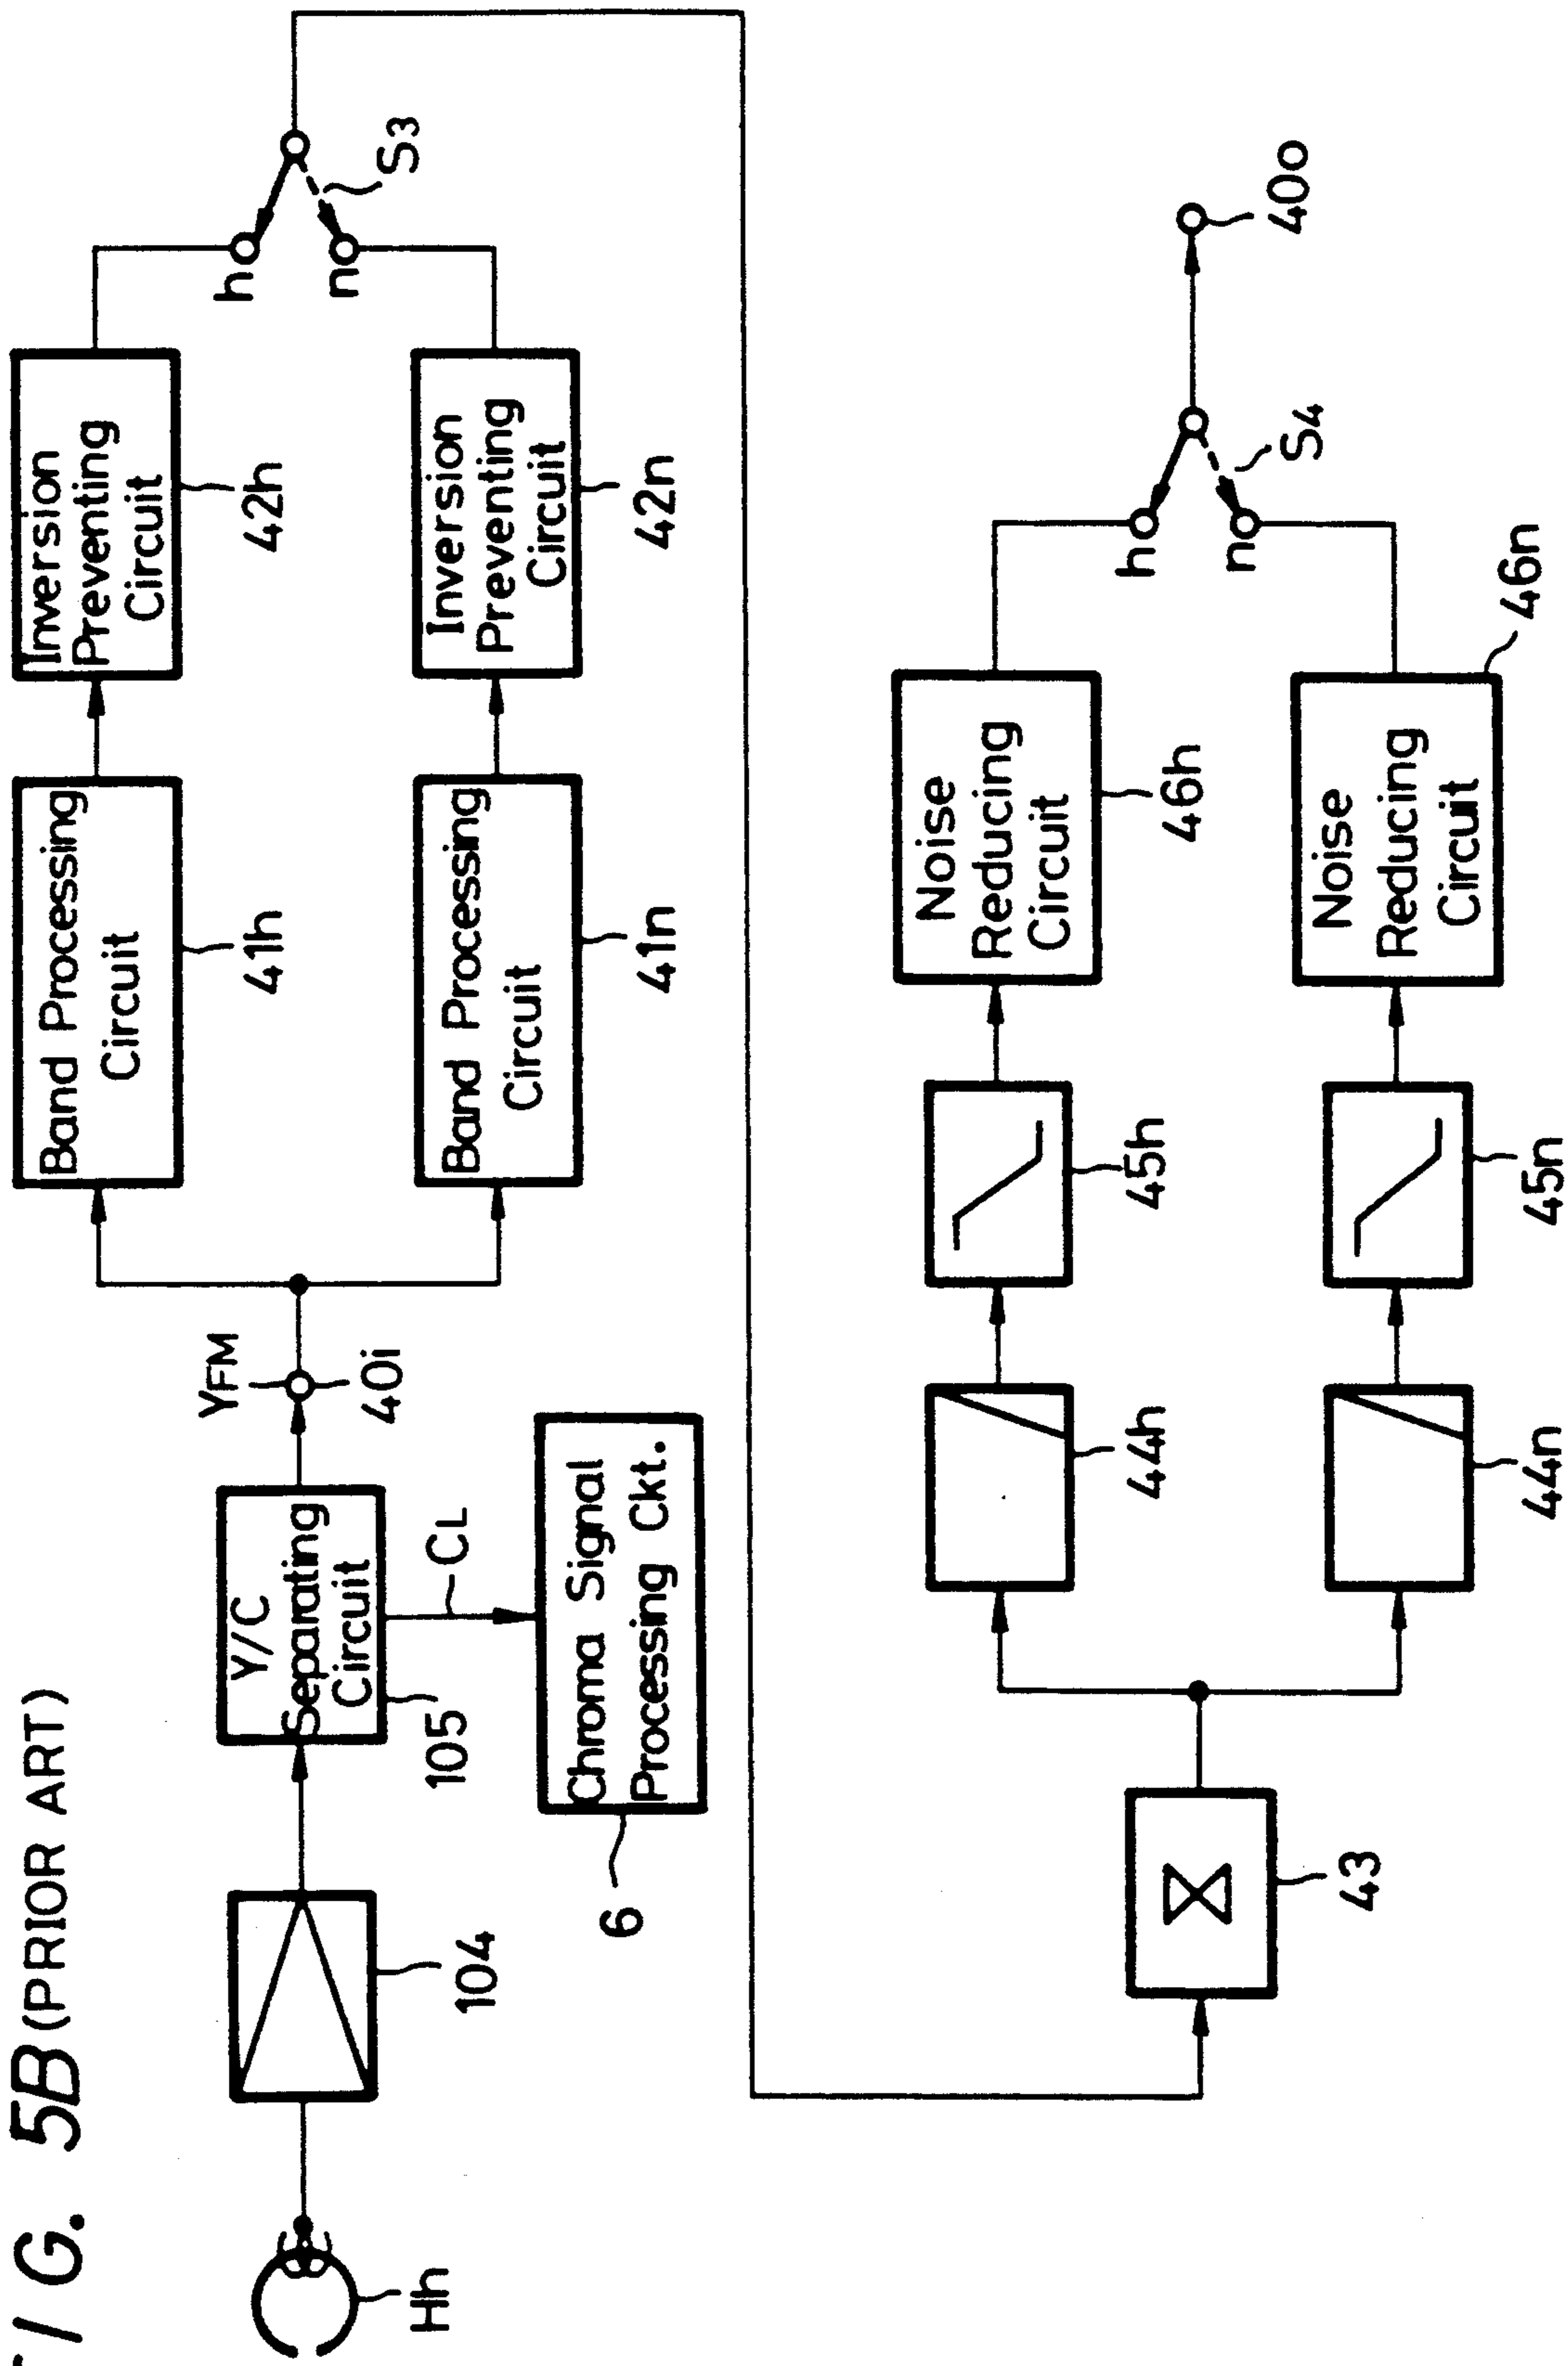 FIG. 5B (PRIOR ART)
Hh
104
Y/C
Separating
Circuit
105
CL
Chroma Signal
Processing Ckt.
6
YFM
40i
Band Processing
Circuit
41h
Inversion
Preventing
Circuit
42h
Band Processing
Circuit
41n
Inversion
Preventing
Circuit
42n
h
n
S3
43
44h
45h
Noise
Reducing
Circuit
46h
44n
45n
Noise
Reducing
Circuit
46n
h
n
S4
40o